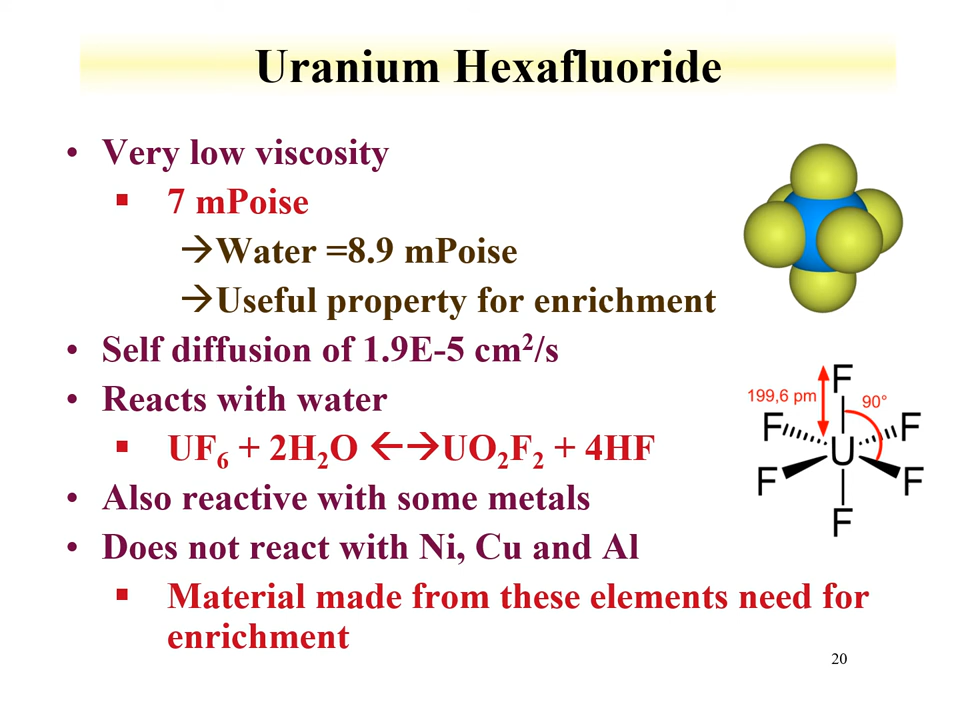 Uranium Hexafluoride
• Very low viscosity
▪ 7 mPoise
→Water =8.9 mPoise
→Useful property for enrichment
• Self diffusion of 1.9E-5 cm²/s
• Reacts with water
▪ UF₆ + 2H₂O ←→UO₂F₂ + 4HF
• Also reactive with some metals
• Does not react with Ni, Cu and Al
▪ Material made from these elements need for
enrichment
F
199,6 pm
90°
F
F
U
F
F
F
20